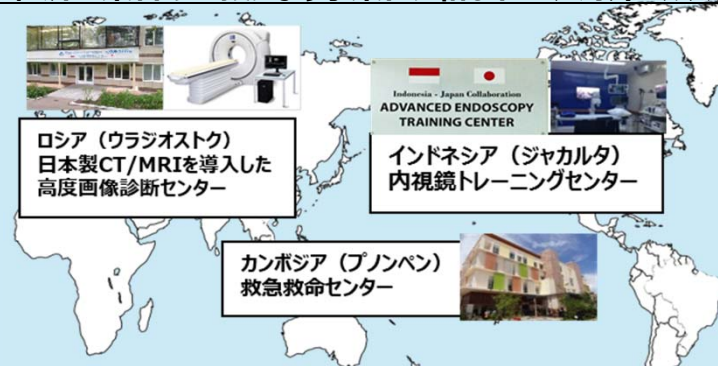 ロシア（ウラジオストク）
日本製CT/MRIを導入した
高度画像診断センター
Indonesia - Japan Collaboration
ADVANCED ENDOSCOPY
TRAINING CENTER
インドネシア（ジャカルタ）
内視鏡トレーニングセンター
カンボジア（プノンペン）
救急救命センター